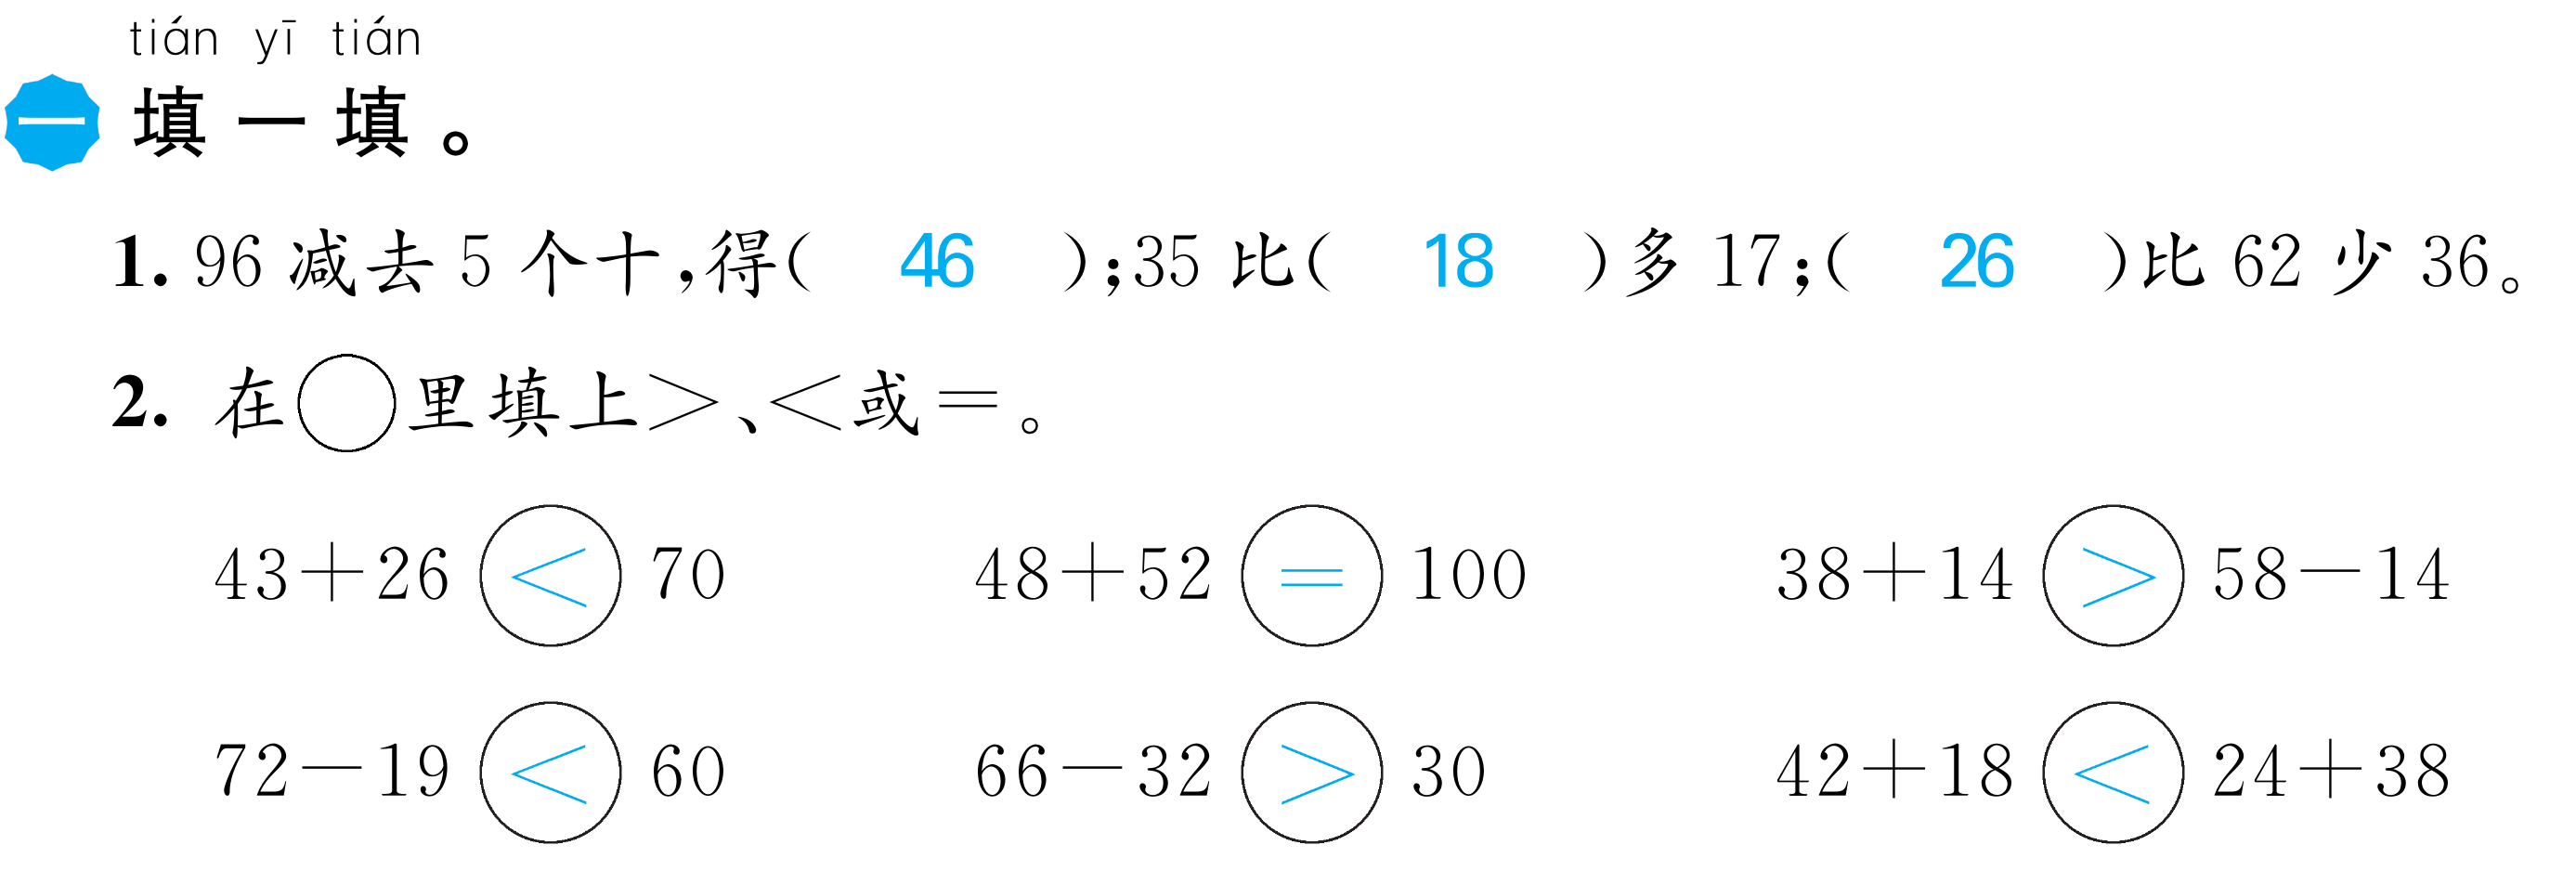 tián yī tián
一 填一填。
1. 96减去5个十,得( 46 );35比( 18 )多17;( 26 )比62少36。
2. 在○里填上>、<或=。
43+26 < 70 48+52 = 100 38+14 > 58-14
72-19 < 60 66-32 > 30 42+18 < 24+38